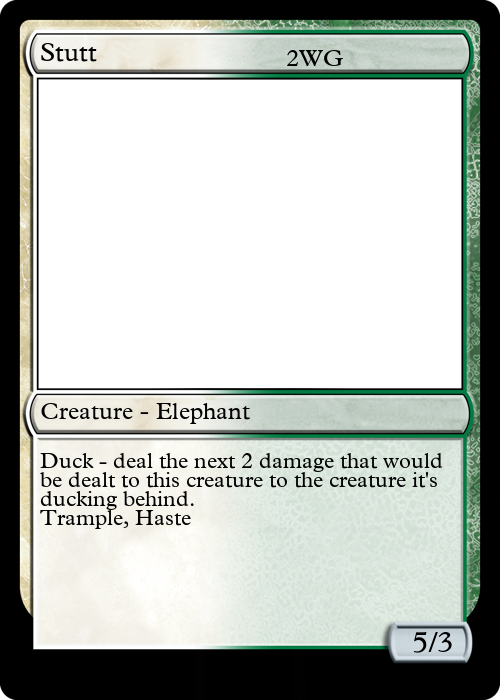 Stutt
2WG
Creature - Elephant
Duck - deal the next 2 damage that would
be dealt to this creature to the creature it's
ducking behind.
Trample, Haste
5/3